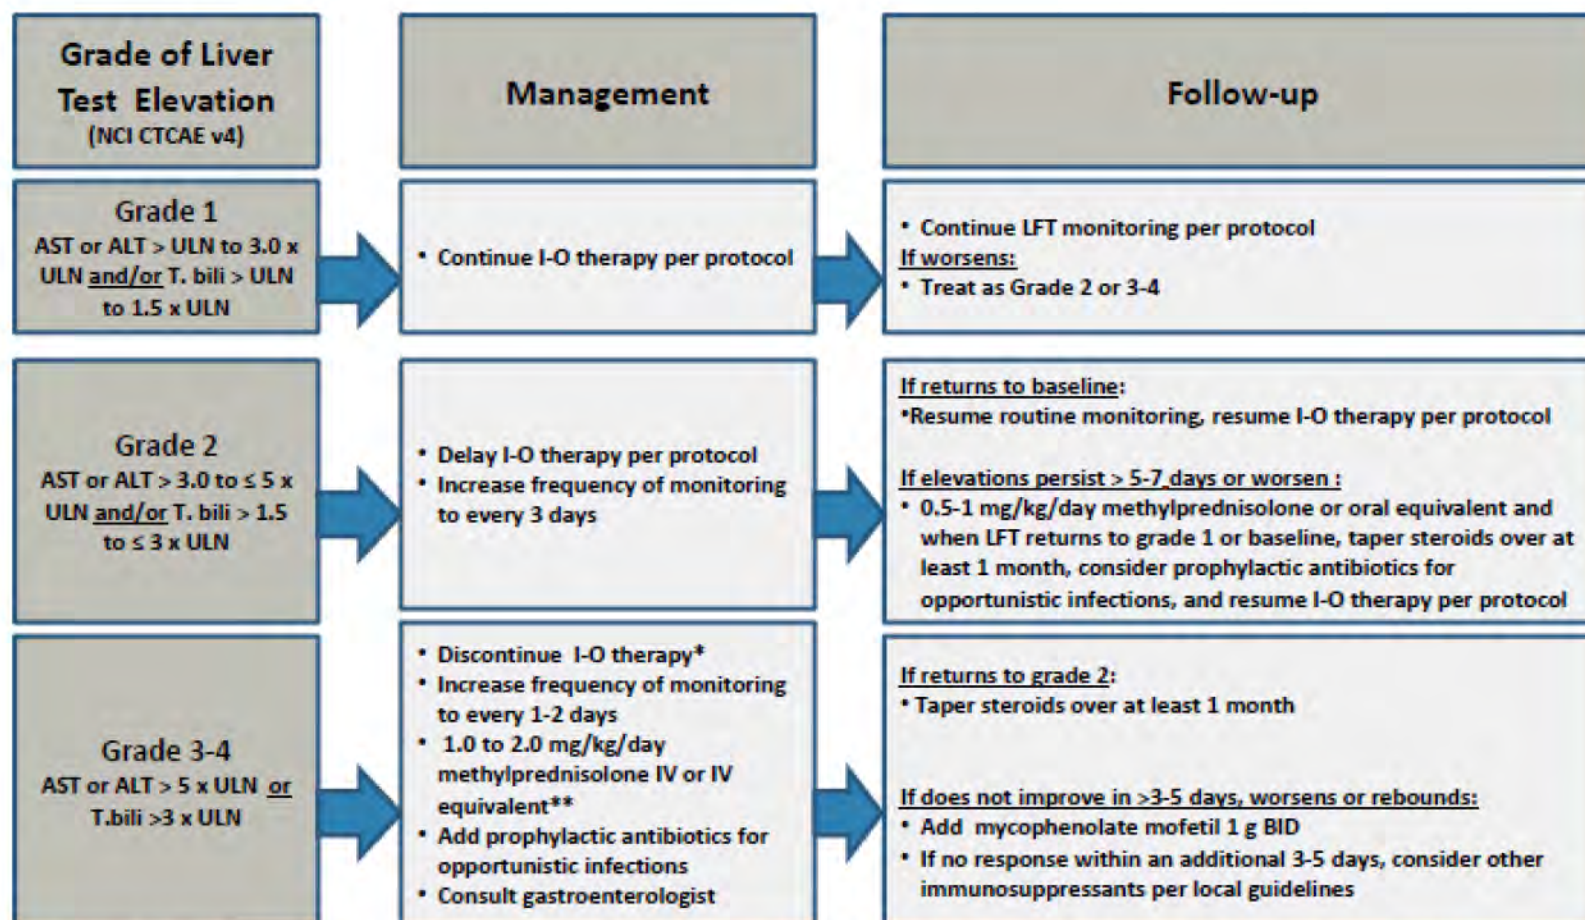 Grade of Liver
Test Elevation
(NCI CTCAE v4)
Management
Follow-up
Grade 1
AST or ALT > ULN to 3.0 x
ULN and/or T. bili > ULN
to 1.5 x ULN
• Continue I-O therapy per protocol
• Continue LFT monitoring per protocol
If worsens:
• Treat as Grade 2 or 3-4
Grade 2
AST or ALT > 3.0 to ≤ 5 x
ULN and/or T. bili > 1.5
to ≤ 3 x ULN
• Delay I-O therapy per protocol
• Increase frequency of monitoring
to every 3 days
If returns to baseline:
•Resume routine monitoring, resume I-O therapy per protocol
If elevations persist > 5-7 days or worsen :
• 0.5-1 mg/kg/day methylprednisolone or oral equivalent and
when LFT returns to grade 1 or baseline, taper steroids over at
least 1 month, consider prophylactic antibiotics for
opportunistic infections, and resume I-O therapy per protocol
Grade 3-4
AST or ALT > 5 x ULN or
T.bili >3 x ULN
• Discontinue I-O therapy*
• Increase frequency of monitoring
to every 1-2 days
• 1.0 to 2.0 mg/kg/day
methylprednisolone IV or IV
equivalent**
• Add prophylactic antibiotics for
opportunistic infections
• Consult gastroenterologist
If returns to grade 2:
• Taper steroids over at least 1 month
If does not improve in >3-5 days, worsens or rebounds:
• Add mycophenolate mofetil 1 g BID
• If no response within an additional 3-5 days, consider other
immunosuppressants per local guidelines